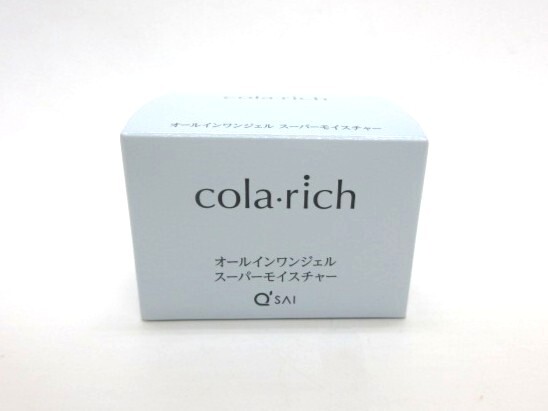 cola・rich
オールインワンジェル スーパーモイスチャー
cola・rich
オールインワンジェル
スーパーモイスチャー
Q'SAI